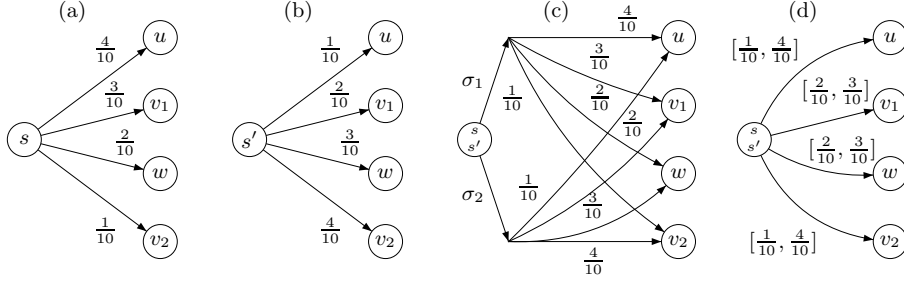 (a) (b) (c) (d)
4/10 u
3/10 v₁
s
2/10 w
1/10 v₂
1/10 u
2/10 v₁
s′
3/10 w
4/10 v₂
4/10 u
σ₁ 3/10
1/10 2/10 v₁
2/10
s
s′
w
σ₂ 1/10
3/10
4/10 v₂
u
[1/10, 4/10]
[2/10, 3/10] v₁
s
s′
[2/10, 3/10]
w
v₂
[1/10, 4/10]